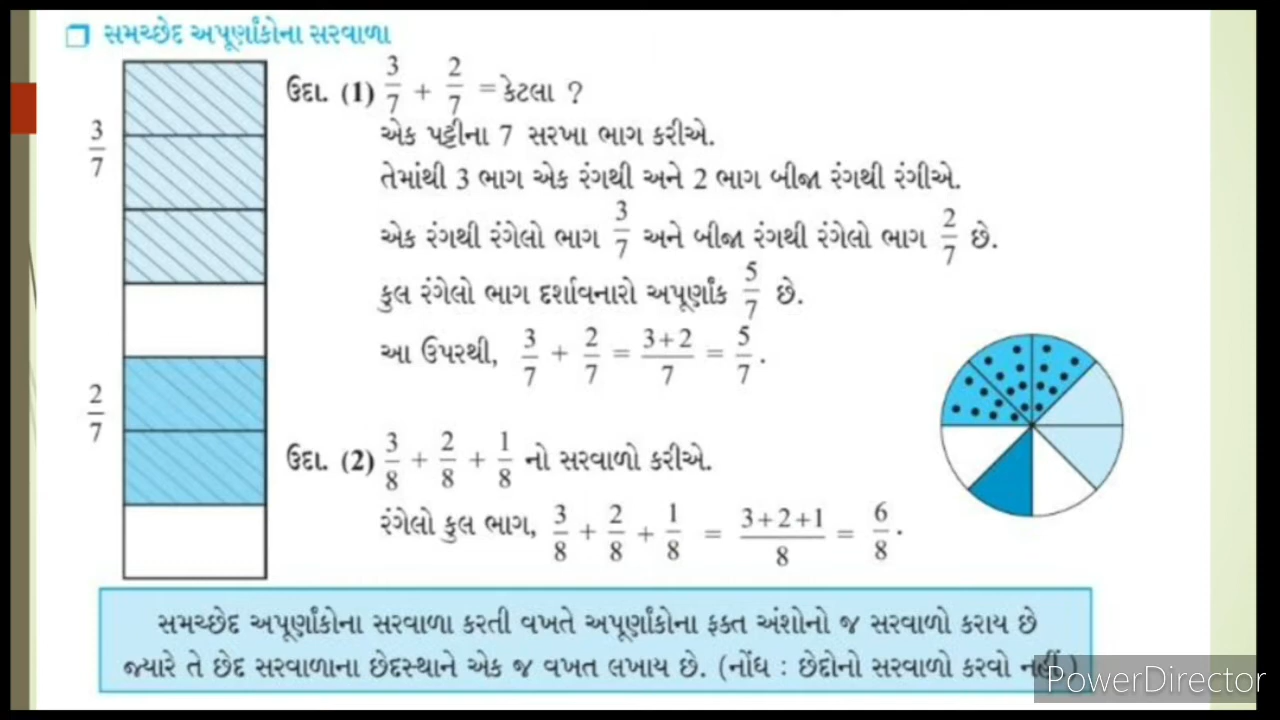 સમચ્છેદ અપૂર્ણાંકોના સરવાળા
ઉદા. (1) 3/7 + 2/7 = કેટલા ?
એક પટ્ટીના 7 સરખા ભાગ કરીએ.
3/7
તેમાંથી 3 ભાગ એક રંગથી અને 2 ભાગ બીજા રંગથી રંગીએ.
એક રંગથી રંગેલો ભાગ 3/7 અને બીજા રંગથી રંગેલો ભાગ 2/7 છે.
કુલ રંગેલો ભાગ દર્શાવનારો અપૂર્ણાંક 5/7 છે.
આ ઉપરથી, 3/7 + 2/7 = 3+2/7 = 5/7 .
2/7
ઉદા. (2) 3/8 + 2/8 + 1/8 નો સરવાળો કરીએ.
રંગેલો કુલ ભાગ, 3/8 + 2/8 + 1/8 = 3+2+1/8 = 6/8 .
સમચ્છેદ અપૂર્ણાંકોના સરવાળા કરતી વખતે અપૂર્ણાંકોના ફક્ત અંશોનો જ સરવાળો કરાય છે
જ્યારે તે છેદ સરવાળાના છેદસ્થાને એક જ વખત લખાય છે. (નોંધ : છેદોનો સરવાળો કરવો નહીં.)
PowerDirector